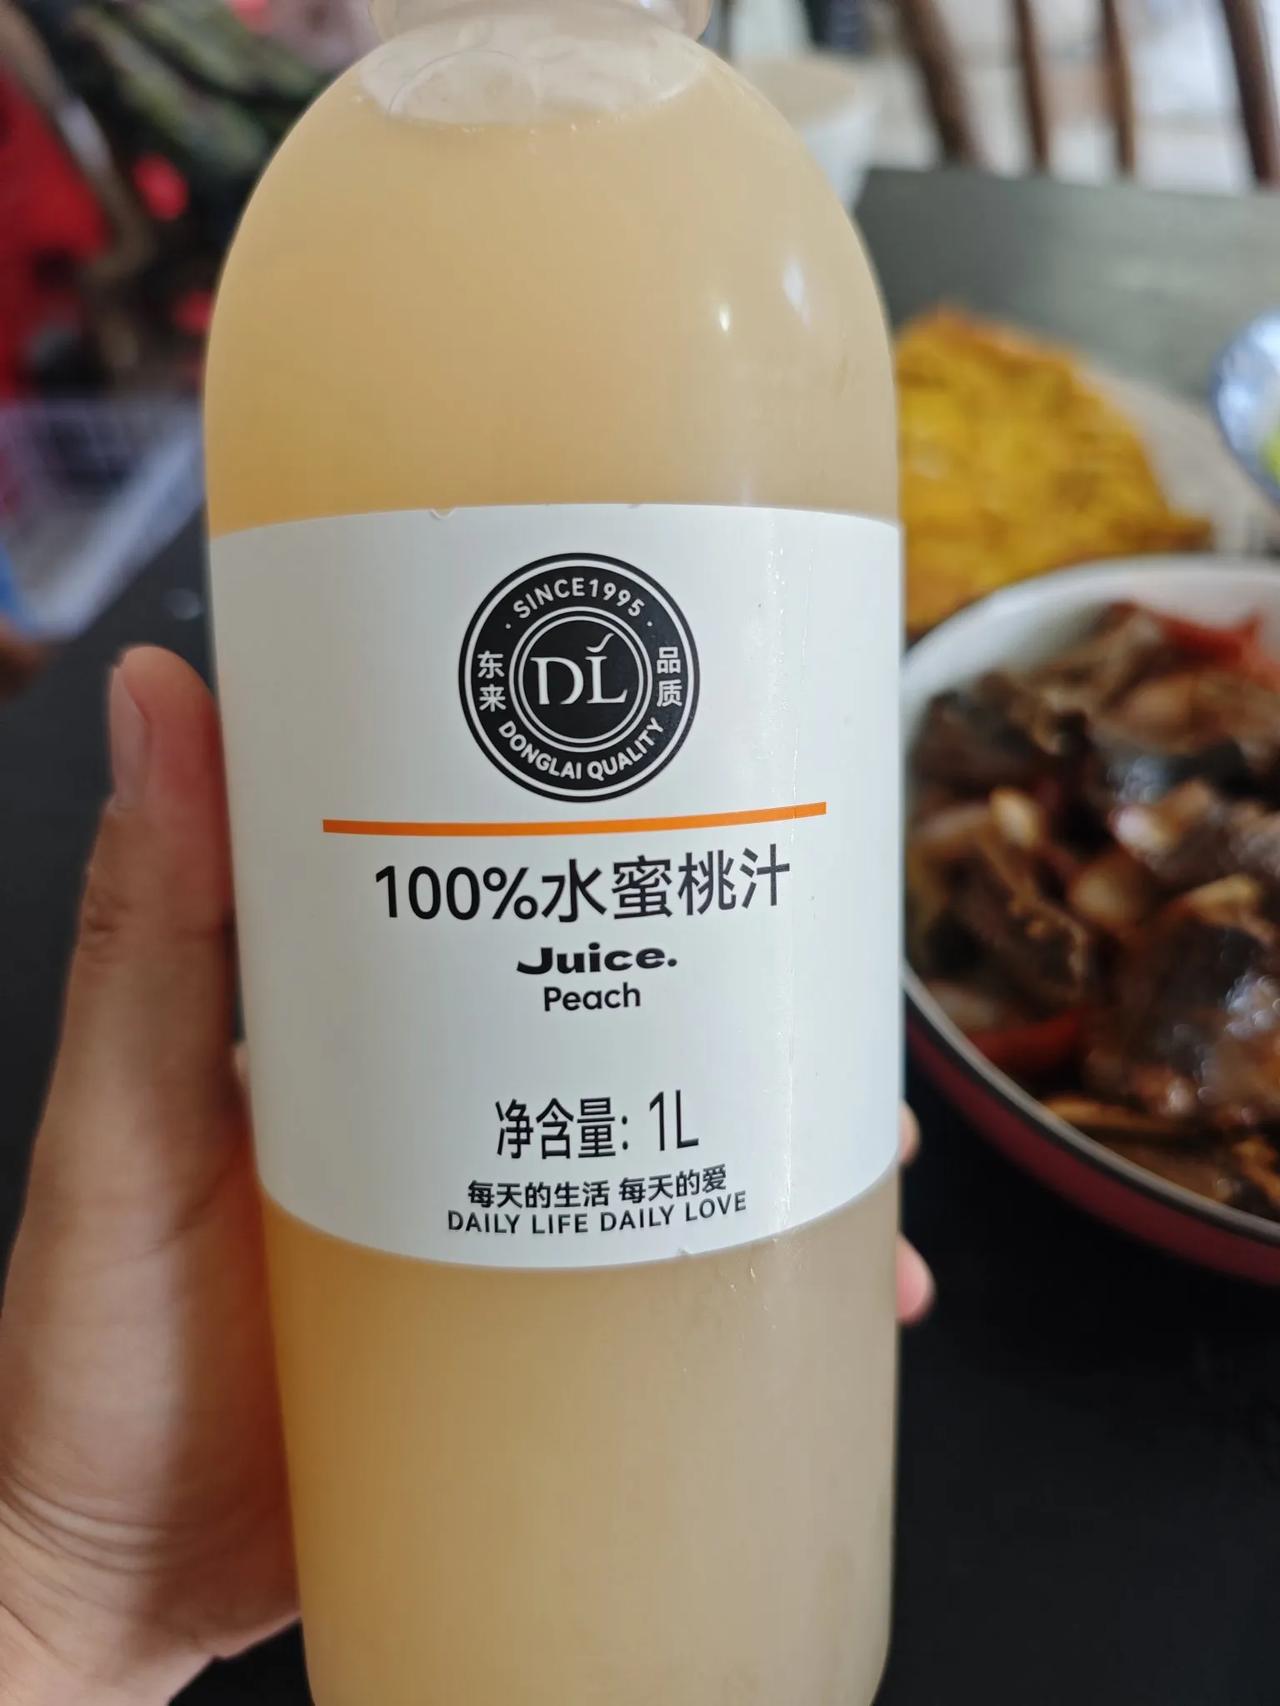 SINCE1995
东来
DL
品质
DONGLAI QUALITY
100%水蜜桃汁
Juice.
Peach
净含量: 1L
每天的生活 每天的爱
DAILY LIFE DAILY LOVE